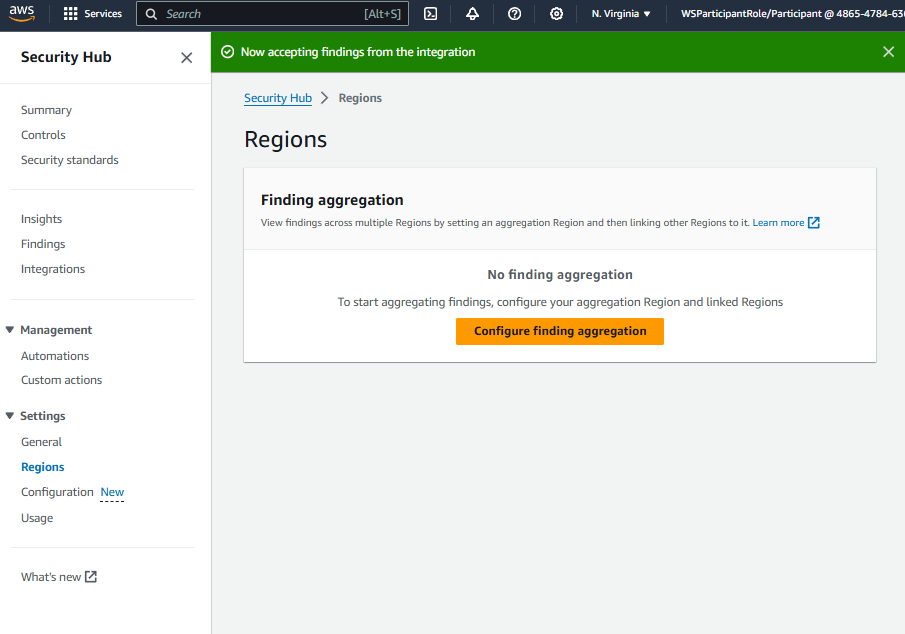 aws
Services
Search
[Alt+S]
N. Virginia
WSParticipantRole/Participant @ 4865-4784-63
Security Hub
Now accepting findings from the integration
Summary
Controls
Security standards
Insights
Findings
Integrations
Management
Automations
Custom actions
Settings
General
Regions
Configuration New
Usage
What's new
Security Hub > Regions
Regions
Finding aggregation
View findings across multiple Regions by setting an aggregation Region and then linking other Regions to it. Learn more
No finding aggregation
To start aggregating findings, configure your aggregation Region and linked Regions
Configure finding aggregation